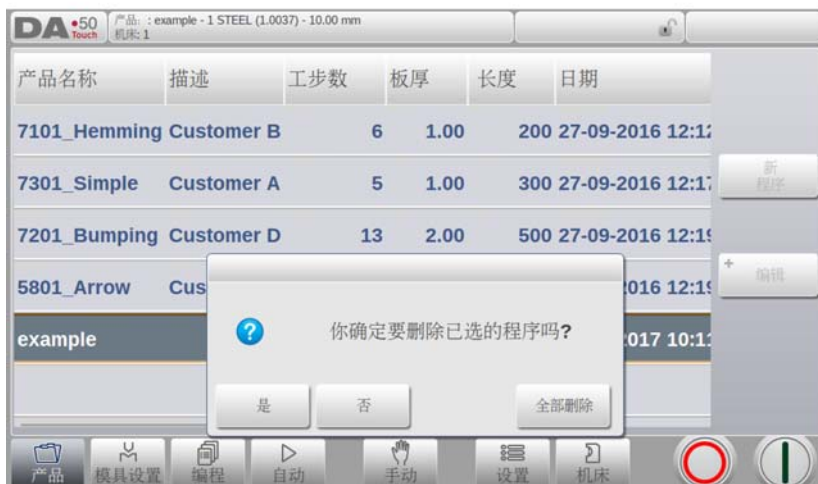 DA•50 Touch 产品: : example - 1 STEEL (1.0037) - 10.00 mm
机床: 1
产品名称 描述 工步数 板厚 长度 日期
7101_Hemming Customer B 6 1.00 200 27-09-2016 12:12
7301_Simple Customer A 5 1.00 300 27-09-2016 12:17
7201_Bumping Customer D 13 2.00 500 27-09-2016 12:19
5801_Arrow Cus 016 12:19
example 017 10:11
新
程序
+ 编辑
你确定要删除已选的程序吗?
是 否 全部删除
产品 模具设置 编程 自动 手动 设置 机床